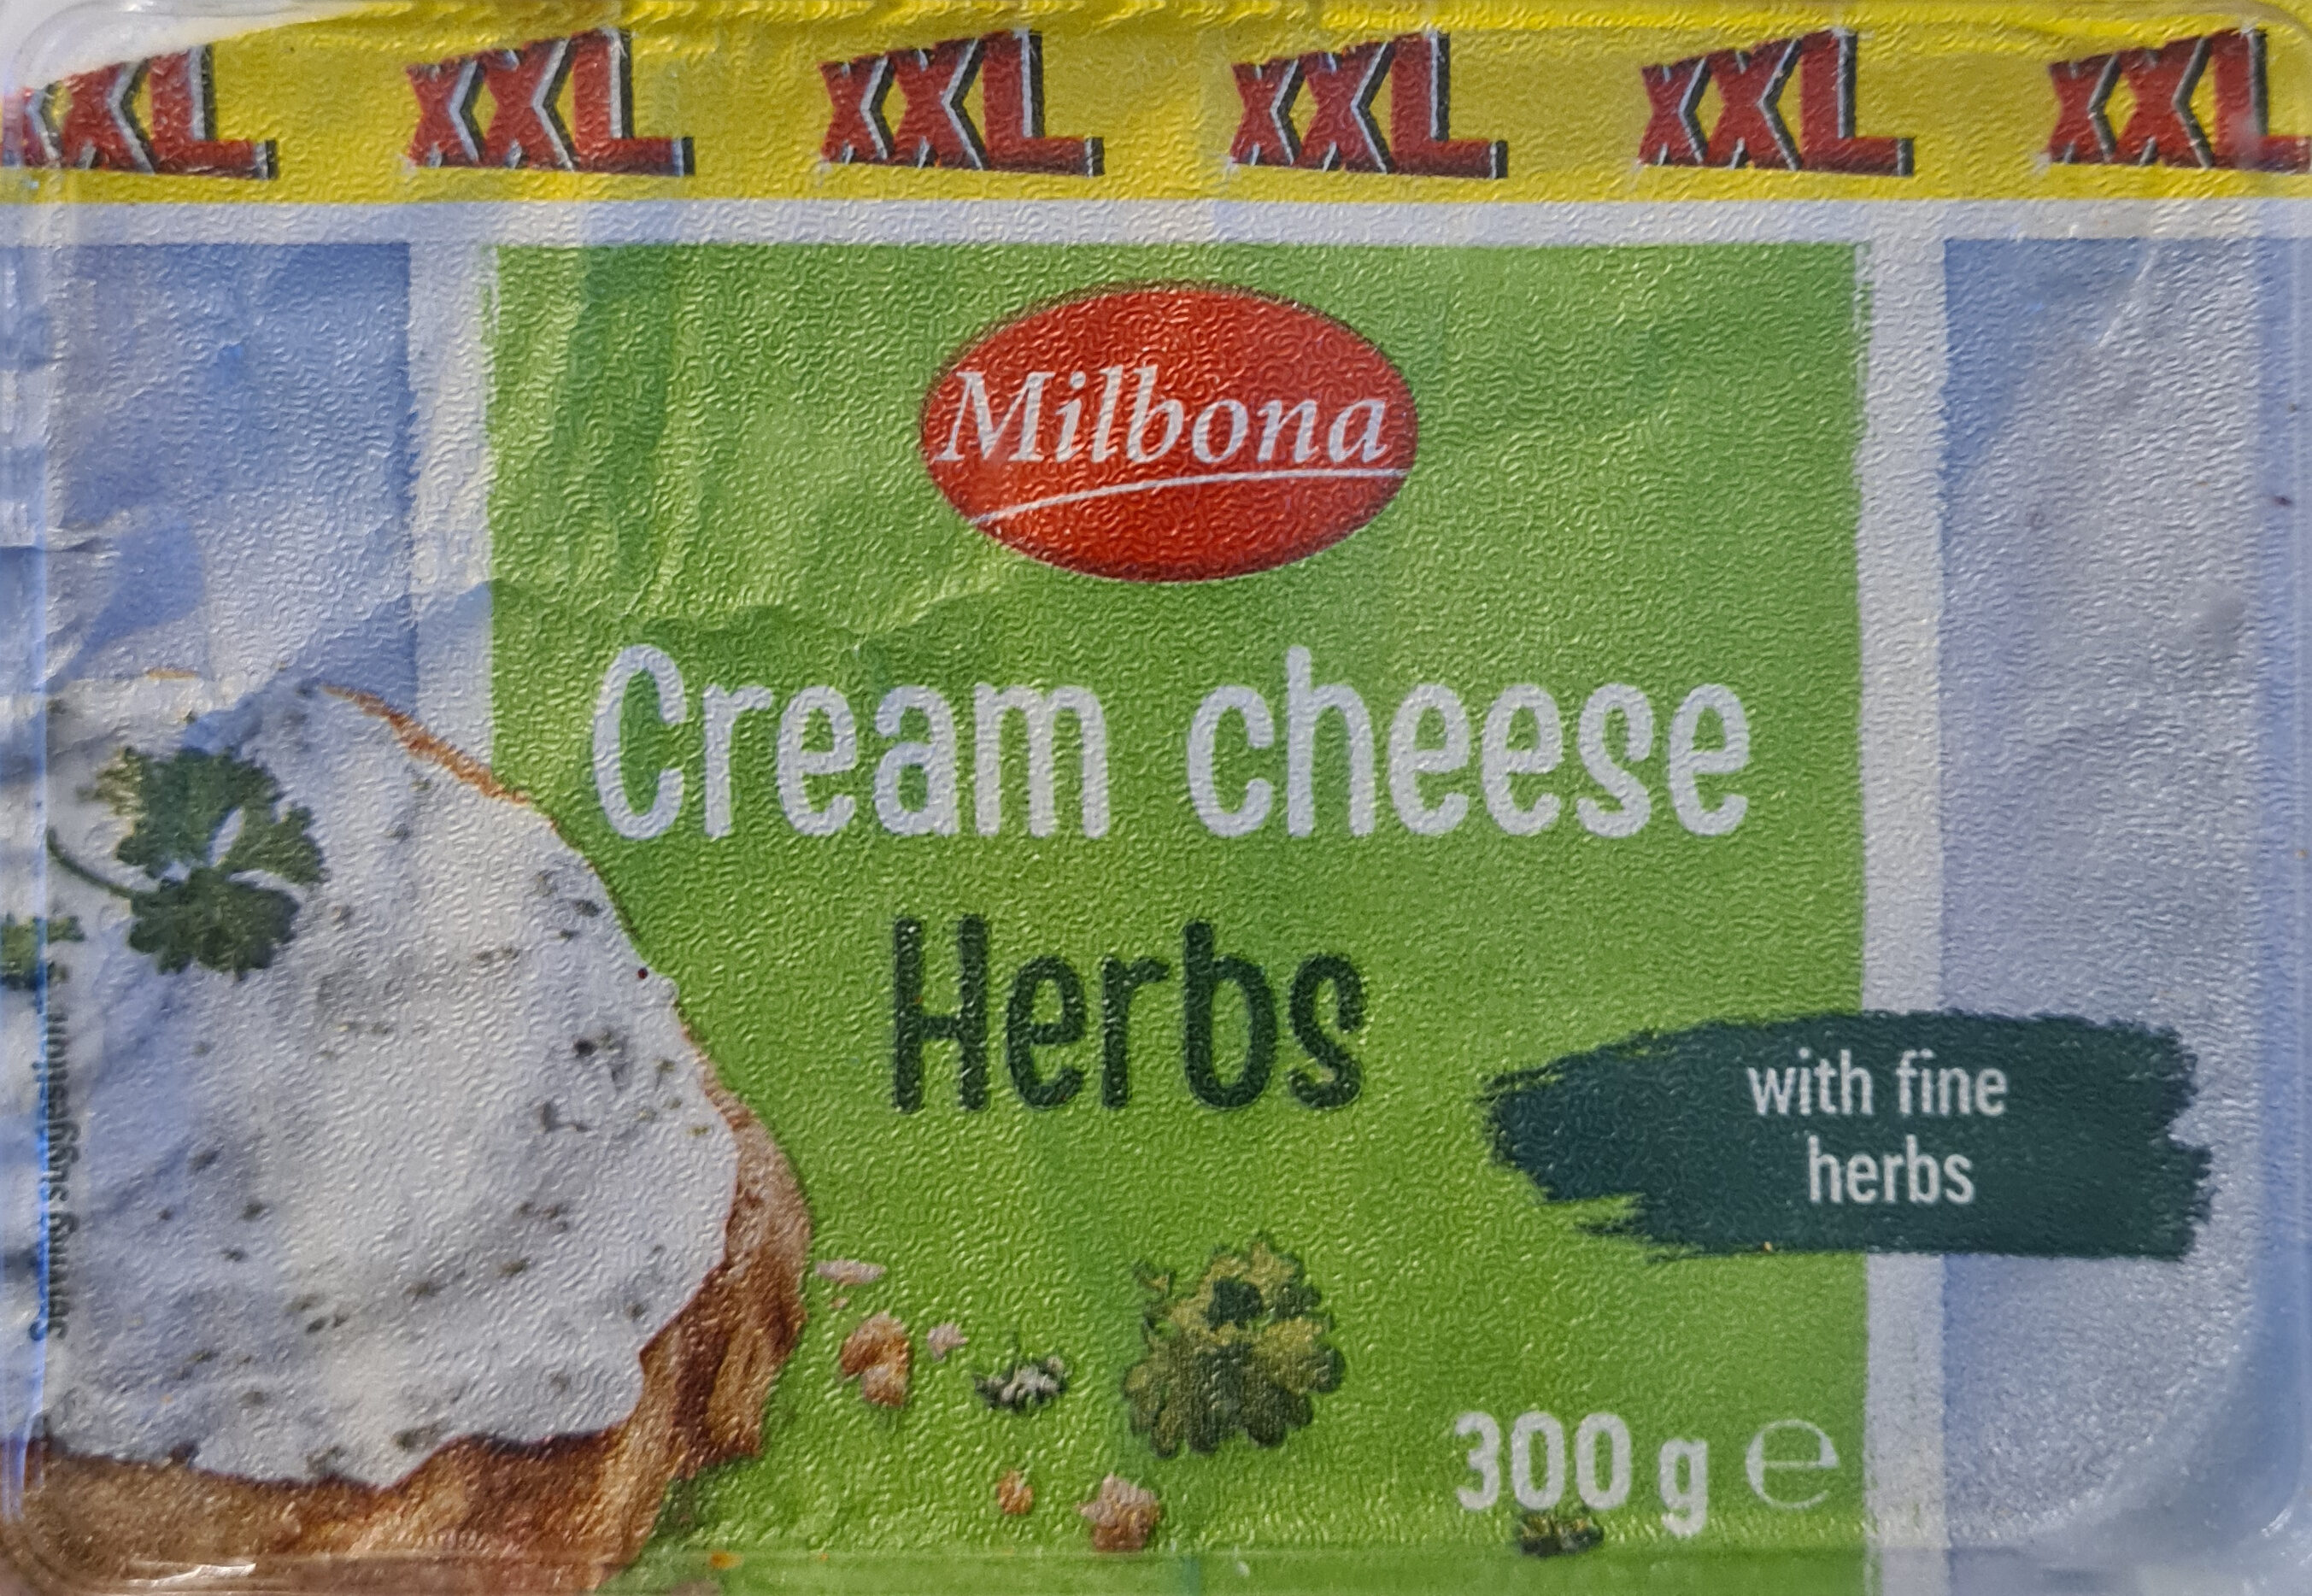 XXL XXL XXL XXL XXL XXL
Milbona
Cream cheese
Herbs
with fine
herbs
300 g ℮
Serving suggestion